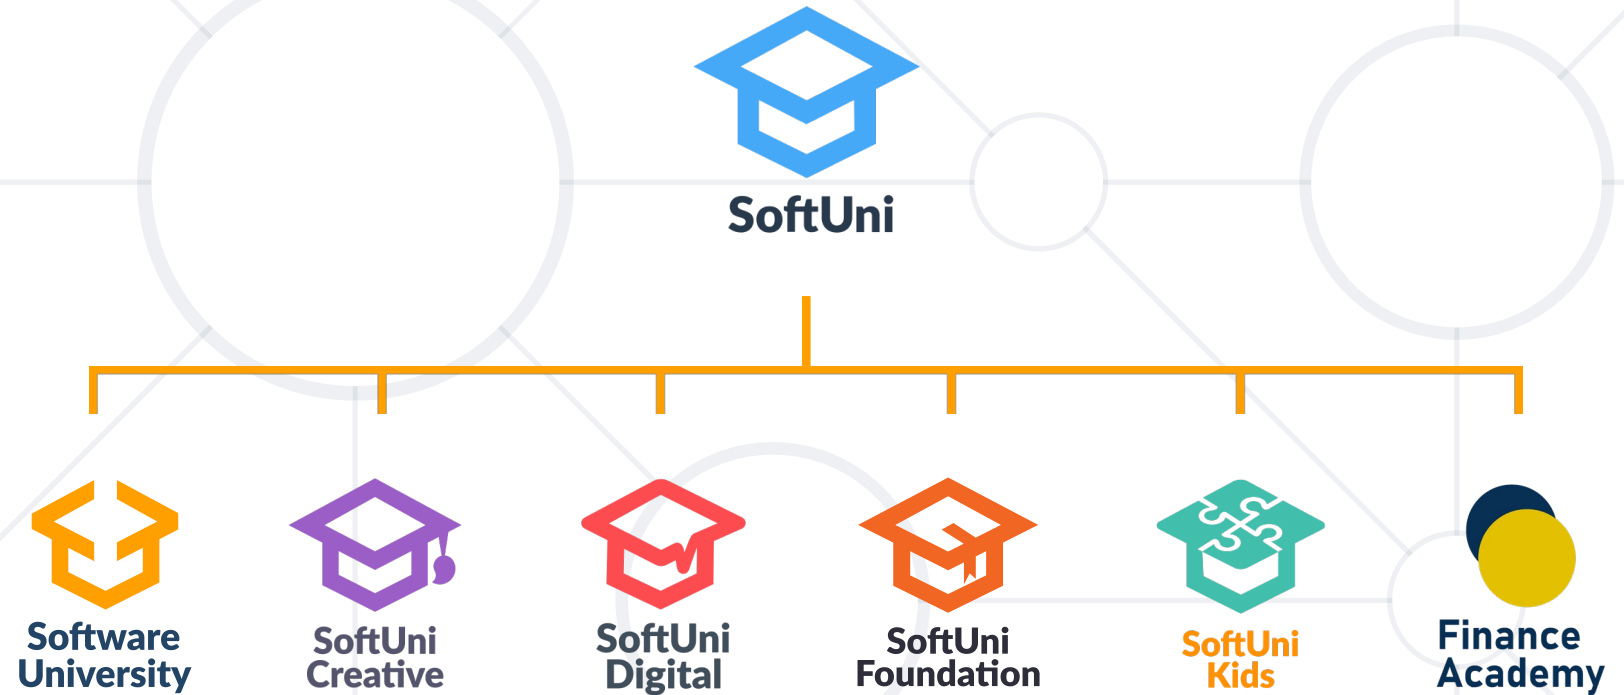 SoftUni
Software
University
SoftUni
Creative
SoftUni
Digital
SoftUni
Foundation
SoftUni
Kids
Finance
Academy